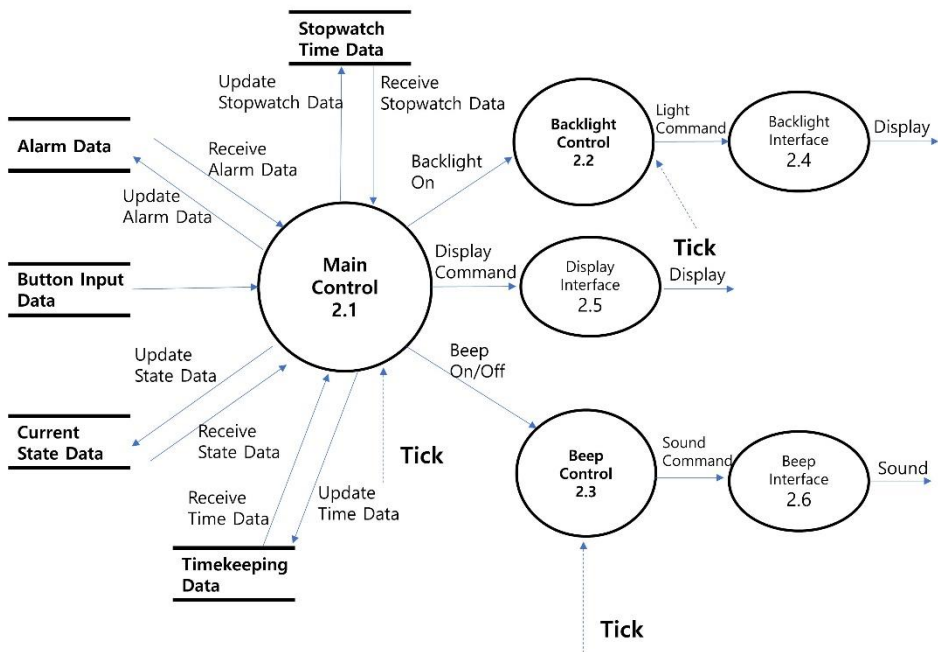 Stopwatch
Time Data
Update
Stopwatch Data
Receive
Stopwatch Data
Alarm Data
Receive
Alarm Data
Update
Alarm Data
Backlight
On
Backlight
Control
2.2
Light
Command
Backlight
Interface
2.4
Display
Tick
Button Input
Data
Main
Control
2.1
Display
Command
Display
Interface
2.5
Display
Update
State Data
Beep
On/Off
Current
State Data
Receive
State Data
Tick
Beep
Control
2.3
Sound
Command
Beep
Interface
2.6
Sound
Receive
Time Data
Update
Time Data
Timekeeping
Data
Tick